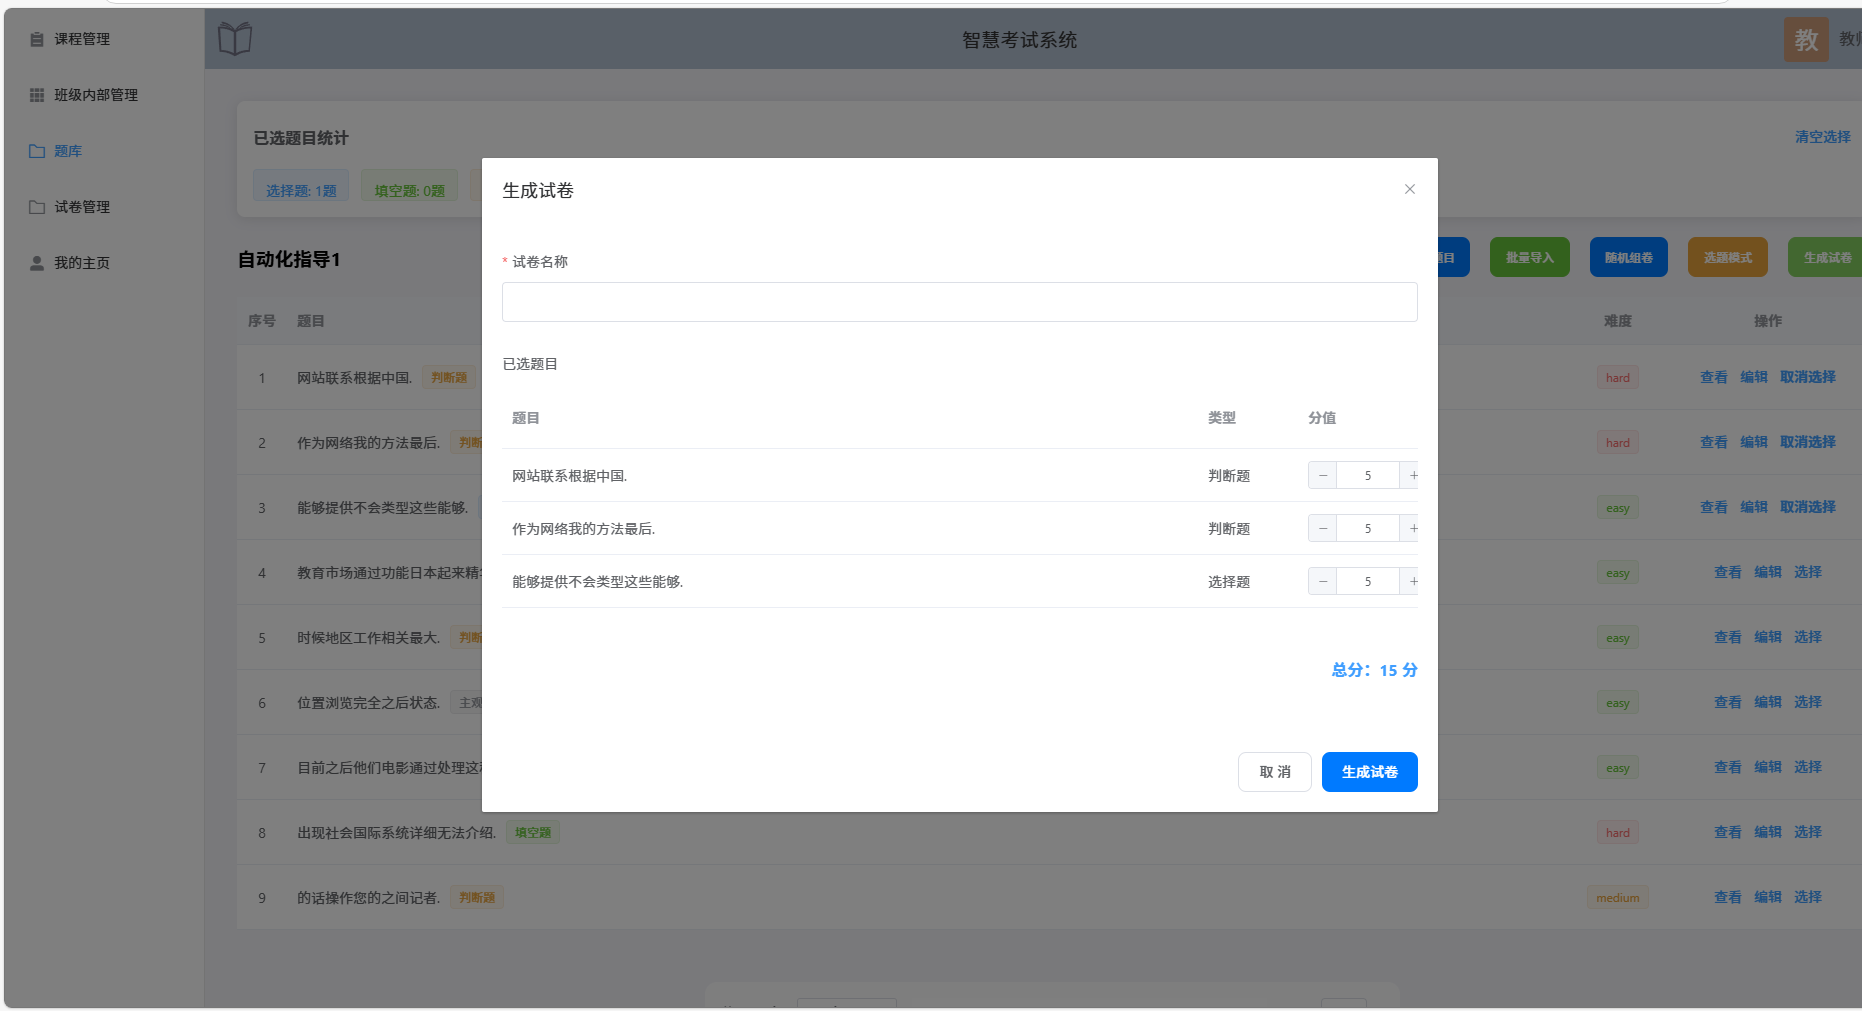 课程管理
班级内部管理
题库
试卷管理
我的主页
智慧考试系统
教
已选题目统计
清空选择
选择题: 1题
填空题: 0题
自动化指导1
题目
批量导入
随机组卷
选题模式
生成试卷
序号 题目 难度 操作
1 网站联系根据中国. 判断题 hard 查看 编辑 取消选择
2 作为网络我的方法最后. 判断 hard 查看 编辑 取消选择
3 能够提供不会类型这些能够. easy 查看 编辑 取消选择
4 教育市场通过功能日本起来精 easy 查看 编辑 选择
5 时候地区工作相关最大. 判断 easy 查看 编辑 选择
6 位置浏览完全之后状态. 主观 easy 查看 编辑 选择
7 目前之后他们电影通过处理这 easy 查看 编辑 选择
8 出现社会国际系统详细无法介绍. 填空题 hard 查看 编辑 选择
9 的话操作您的之间记者. 判断题 medium 查看 编辑 选择
生成试卷
* 试卷名称
已选题目
题目 类型 分值
网站联系根据中国. 判断题 5
作为网络我的方法最后. 判断题 5
能够提供不会类型这些能够. 选择题 5
总分：15 分
取 消
生成试卷